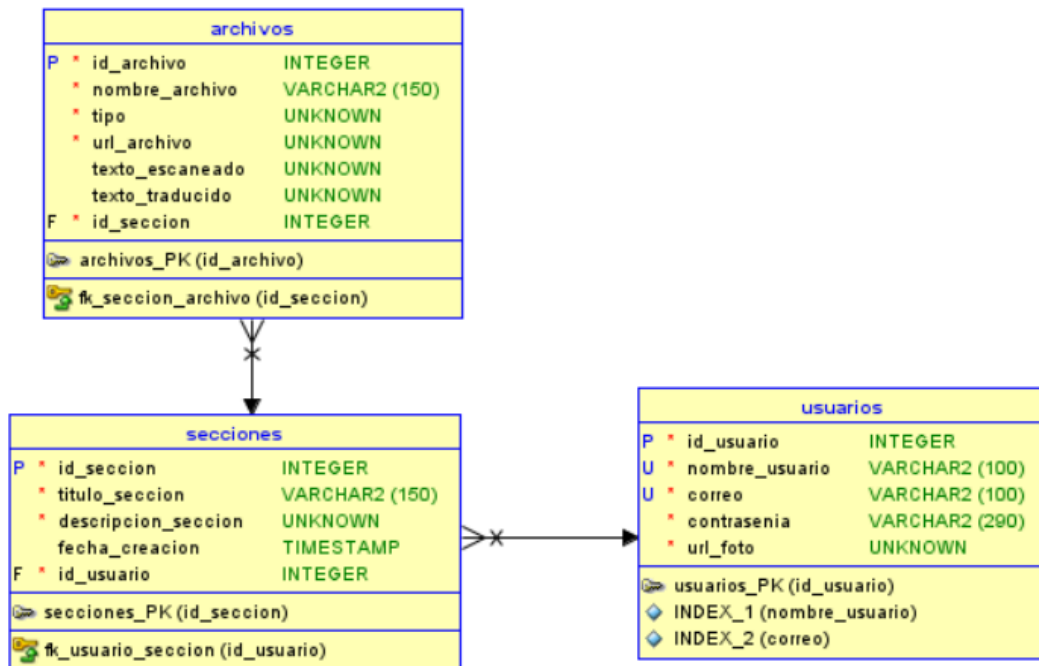 archivos
P * id_archivo INTEGER
* nombre_archivo VARCHAR2 (150)
* tipo UNKNOWN
* url_archivo UNKNOWN
texto_escaneado UNKNOWN
texto_traducido UNKNOWN
F * id_seccion INTEGER
archivos_PK (id_archivo)
fk_seccion_archivo (id_seccion)
secciones
P * id_seccion INTEGER
* titulo_seccion VARCHAR2 (150)
* descripcion_seccion UNKNOWN
fecha_creacion TIMESTAMP
F * id_usuario INTEGER
secciones_PK (id_seccion)
fk_usuario_seccion (id_usuario)
usuarios
P * id_usuario INTEGER
U * nombre_usuario VARCHAR2 (100)
U * correo VARCHAR2 (100)
* contrasenia VARCHAR2 (290)
* url_foto UNKNOWN
usuarios_PK (id_usuario)
INDEX_1 (nombre_usuario)
INDEX_2 (correo)